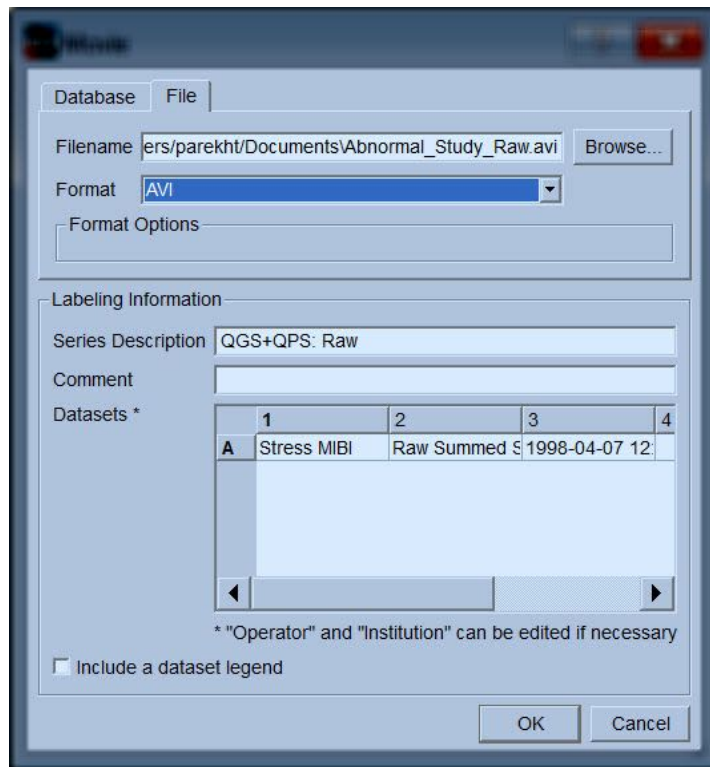 Movie
Database File
Filename ers/parekht/Documents\Abnormal_Study_Raw.avi Browse...
Format AVI
Format Options
Labeling Information
Series Description QGS+QPS: Raw
Comment
Datasets *
1 2 3 4
A Stress MIBI Raw Summed S 1998-04-07 12:
* "Operator" and "Institution" can be edited if necessary
Include a dataset legend
OK Cancel